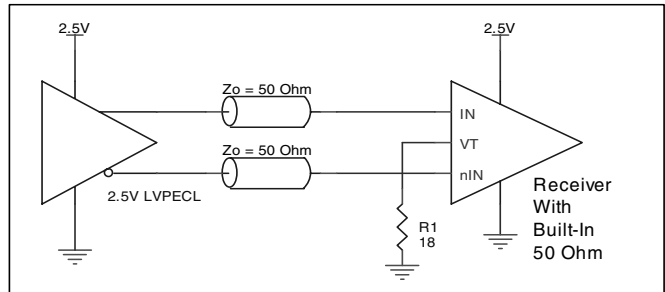 2.5V
2.5V
Zo = 50 Ohm
IN
VT
Zo = 50 Ohm
nIN
2.5V LVPECL
R1
18
Receiver
With
Built-In
50 Ohm